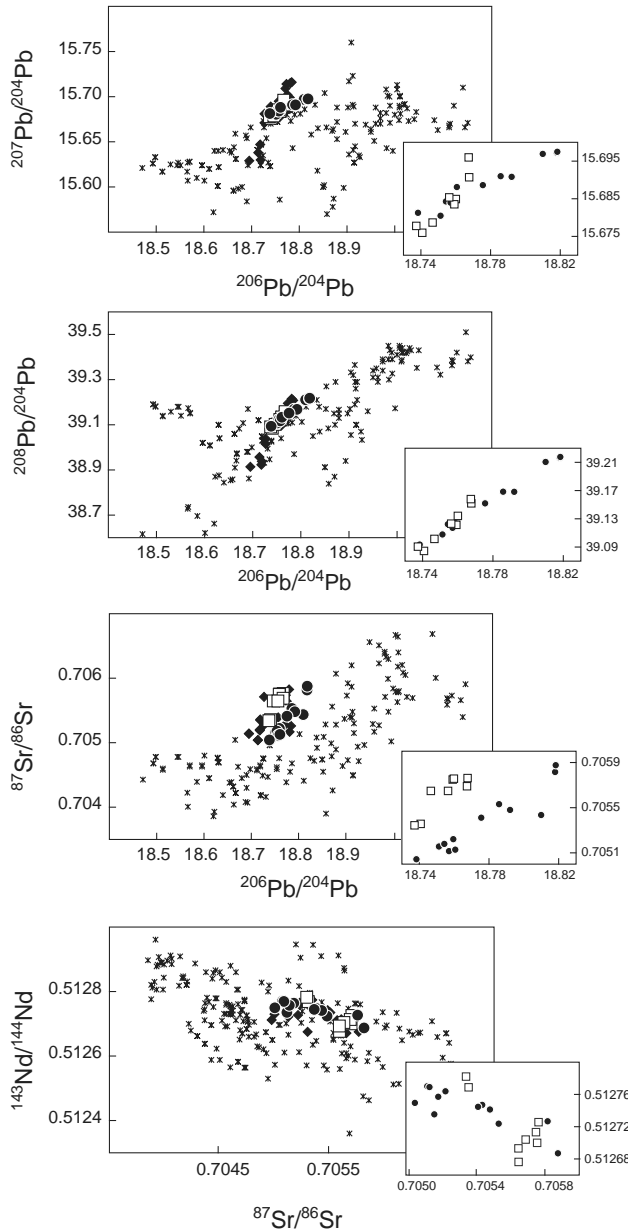 15.75
15.70
15.65
15.60
²⁰⁷Pb/²⁰⁴Pb
18.5 18.6 18.7 18.8 18.9
²⁰⁶Pb/²⁰⁴Pb
15.695
15.685
15.675
18.74 18.78 18.82
39.5
39.3
39.1
38.9
38.7
²⁰⁸Pb/²⁰⁴Pb
18.5 18.6 18.7 18.8 18.9
²⁰⁶Pb/²⁰⁴Pb
39.21
39.17
39.13
39.09
18.74 18.78 18.82
0.706
0.705
0.704
⁸⁷Sr/⁸⁶Sr
18.5 18.6 18.7 18.8 18.9
²⁰⁶Pb/²⁰⁴Pb
0.7059
0.7055
0.7051
18.74 18.78 18.82
0.5128
0.5126
0.5124
¹⁴³Nd/¹⁴⁴Nd
0.7045 0.7055
⁸⁷Sr/⁸⁶Sr
0.51276
0.51272
0.51268
0.7050 0.7054 0.7058